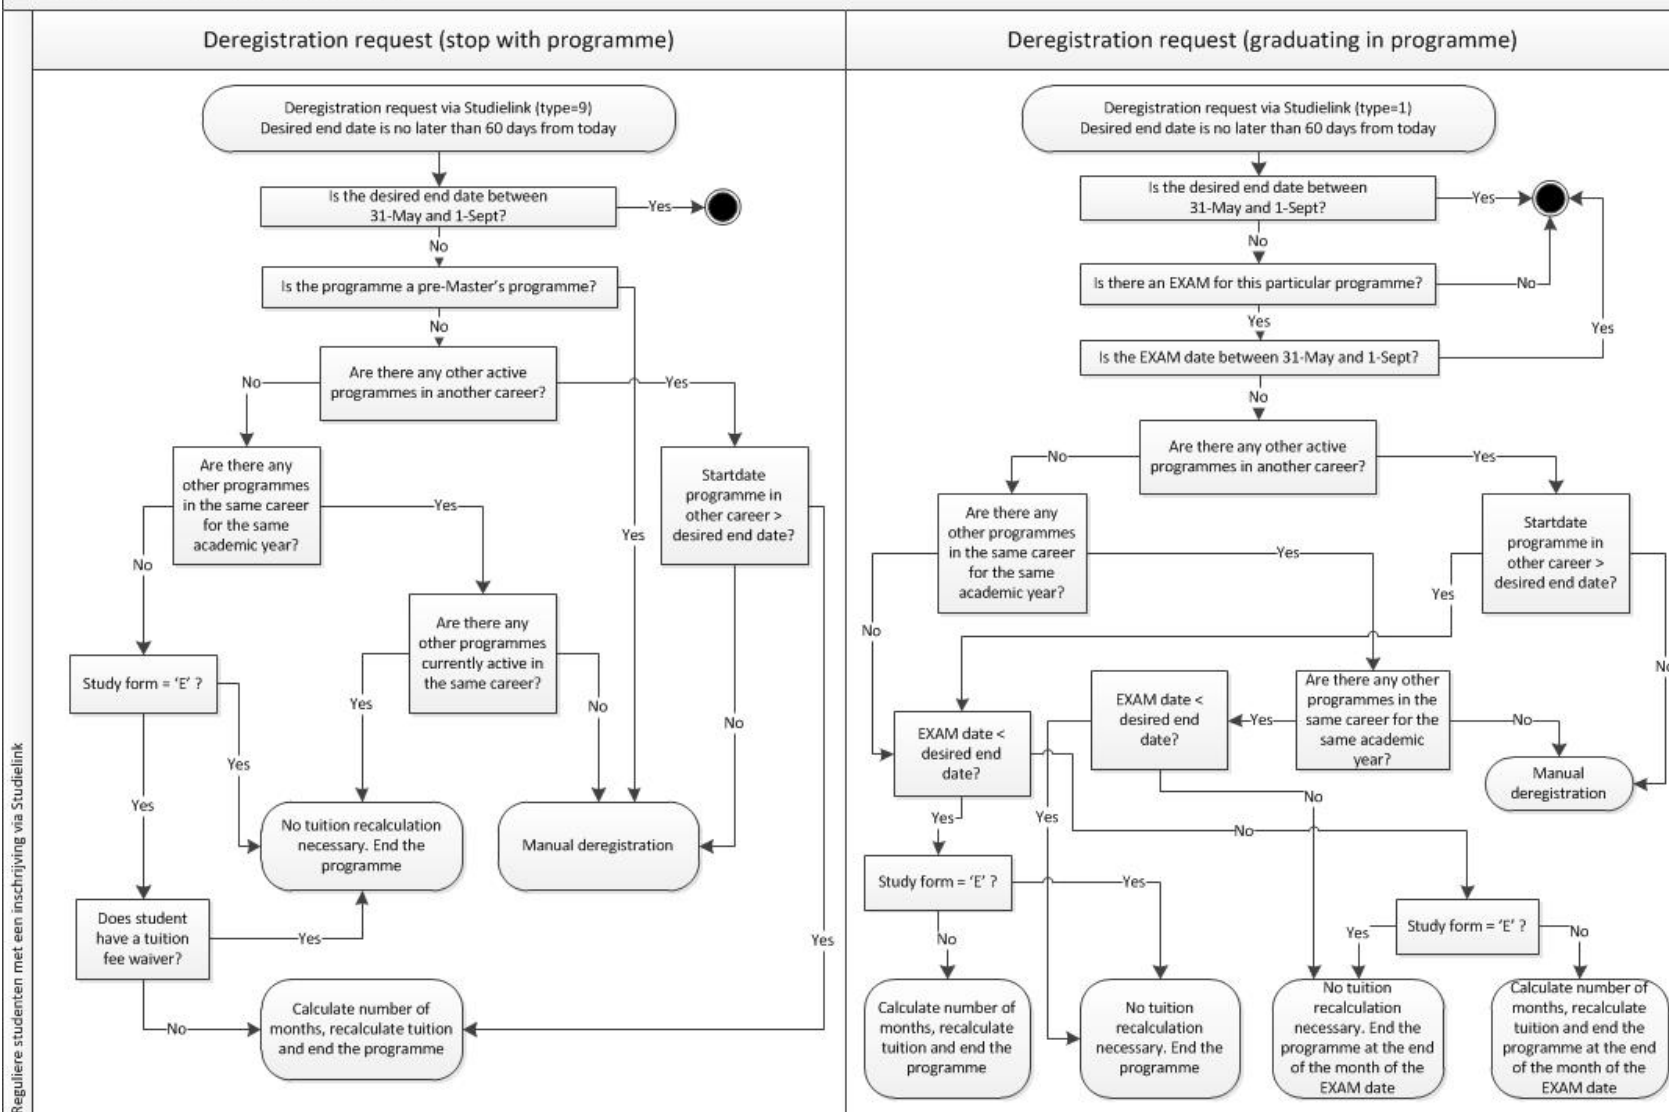 Deregistration request (stop with programme)
Deregistration request via Studielink (type=9)
Desired end date is no later than 60 days from today
Is the desired end date between
31-May and 1-Sept?
Yes
No
Is the programme a pre-Master's programme?
No
Are there any other active
programmes in another career?
No
Yes
Are there any
other programmes
in the same career
for the same
academic year?
Yes
No
Startdate
programme in
other career >
desired end date?
Yes
Are there any
other programmes
currently active in
the same career?
Yes
No
No
Study form = 'E' ?
Yes
Yes
No tuition recalculation
necessary. End the
programme
Manual deregistration
Does student
have a tuition
fee waiver?
Yes
Yes
No
Calculate number of
months, recalculate tuition
and end the programme
Reguliere studenten met een inschrijving via Studielink
Deregistration request (graduating in programme)
Deregistration request via Studielink (type=1)
Desired end date is no later than 60 days from today
Is the desired end date between
31-May and 1-Sept?
Yes
No
Is there an EXAM for this particular programme?
No
Yes
Yes
Is the EXAM date between 31-May and 1-Sept?
No
Are there any other active
programmes in another career?
No
Yes
Are there any
other programmes
in the same career
for the same
academic year?
Yes
No
Startdate
programme in
other career >
desired end date?
Yes
No
EXAM date <
desired end
date?
EXAM date <
desired end
date?
Yes
Are there any other
programmes in the
same career for the
same academic
year?
No
Manual
deregistration
Yes
Yes
No
No
Study form = 'E' ?
Yes
No
Study form = 'E' ?
Yes
No
Calculate number of
months, recalculate
tuition and end the
programme
No tuition
recalculation
necessary. End the
programme
No tuition
recalculation
necessary. End the
programme at the end
of the month of the
EXAM date
Calculate number of
months, recalculate
tuition and end the
programme at the end
of the month of the
EXAM date